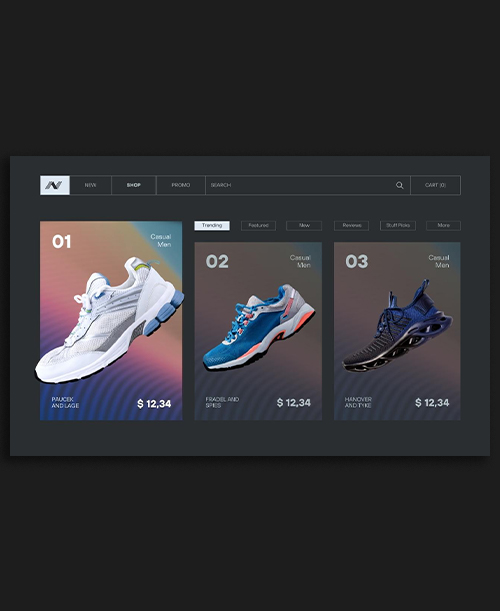 N
NEW
SHOP
PROMO
SEARCH
CART (0)
Trending
Features
New
Reviews
Stuff Picks
More
01
Casual
Men
PAUCEK
AND LAGE
$ 12,34
02
Casual
Men
FRADEL AND
SPIES
$ 12,34
03
Casual
Men
HANOVER
AND TYKE
$ 12,34